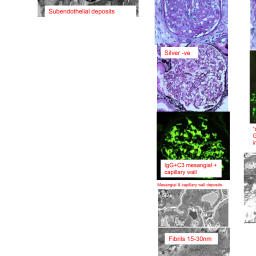 Subendothelial deposits
Silver -ve
IgG+C3 mesangial +
capillary wall
Mesangial & capillary wall deposits
Fibrils 15-30nm